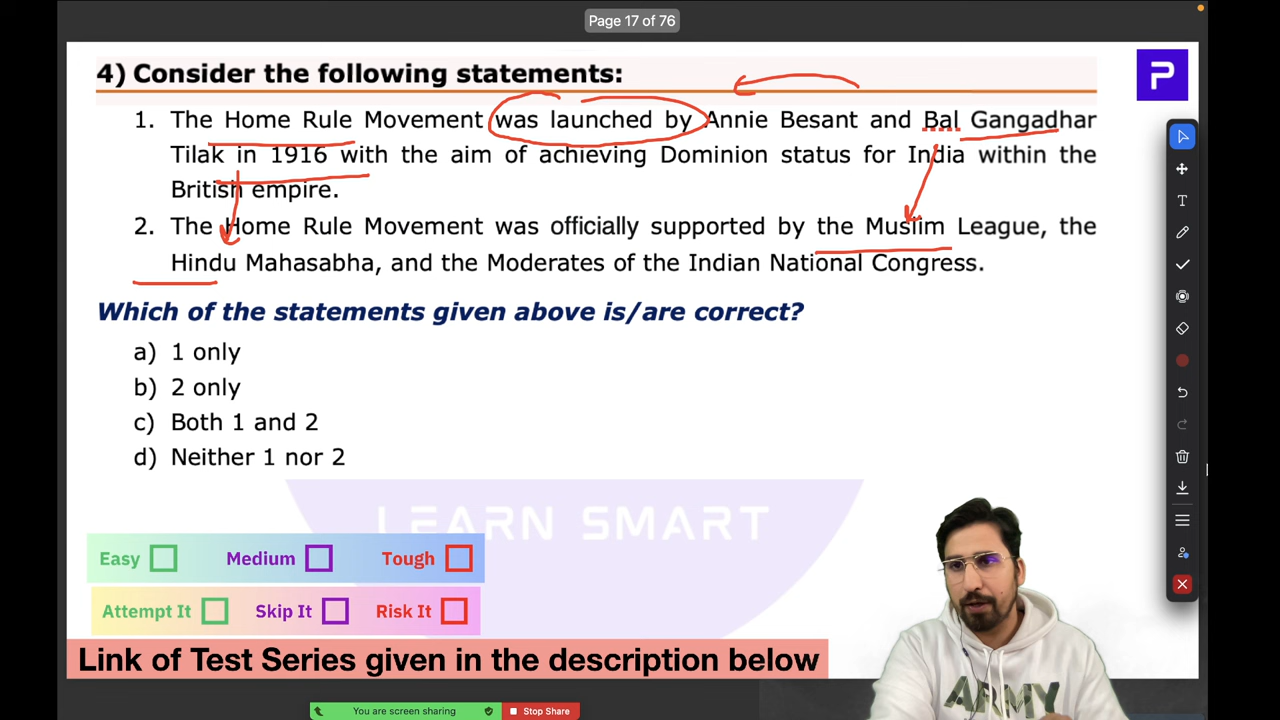 Page 17 of 76
4) Consider the following statements:
P
1. The Home Rule Movement was launched by Annie Besant and Bal Gangadhar
Tilak in 1916 with the aim of achieving Dominion status for India within the
British empire.
2. The Home Rule Movement was officially supported by the Muslim League, the
Hindu Mahasabha, and the Moderates of the Indian National Congress.
Which of the statements given above is/are correct?
a) 1 only
b) 2 only
c) Both 1 and 2
d) Neither 1 nor 2
LEARN SMART
Easy Medium Tough
Attempt It Skip It Risk It
Link of Test Series given in the description below
ARMY
You are screen sharing Stop Share